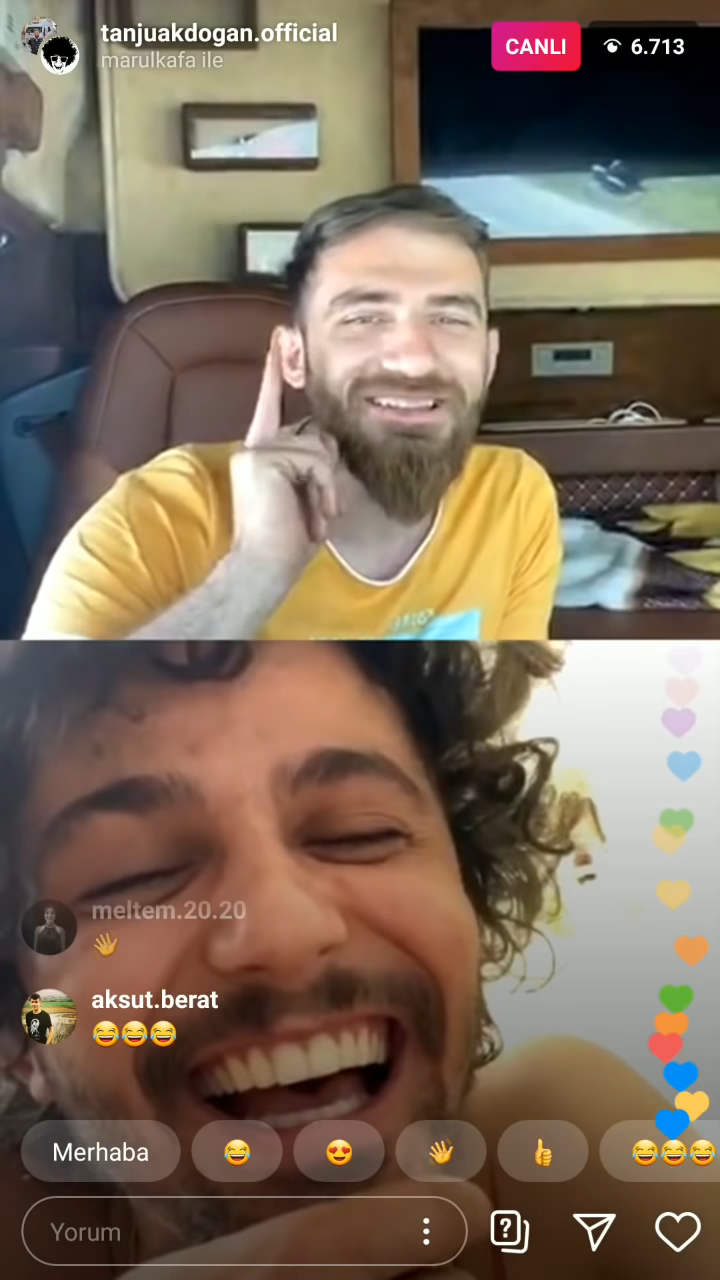 tanjuakdogan.official
marulkafa ile
CANLI
6.713
meltem.20.20
👋
aksut.berat
😂😂😂
Merhaba 😂 😍 👋 👍 😂😂😂
Yorum